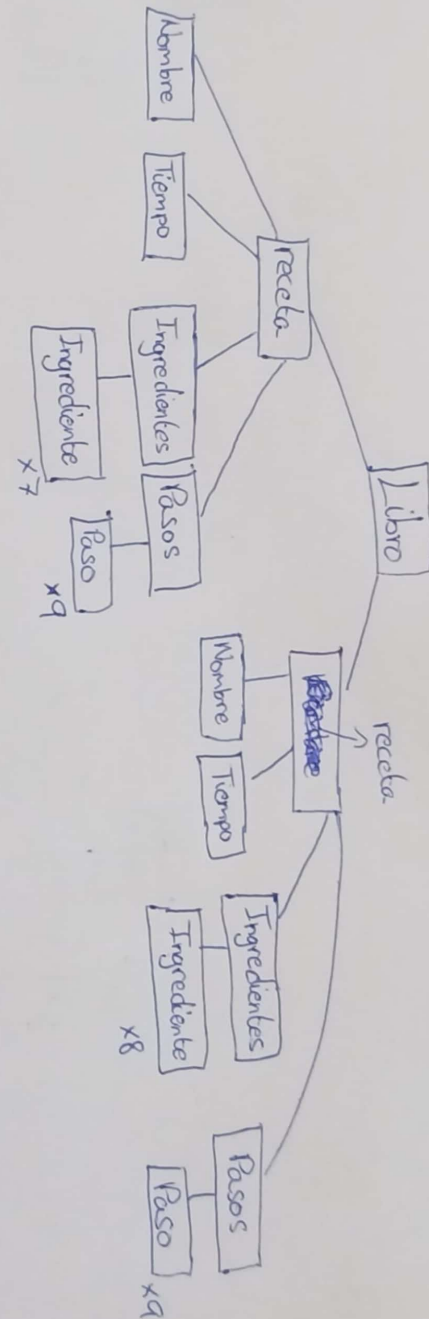 Libro
receta
receta
Nombre
Tiempo
Ingredientes
Pasos
Ingrediente
x7
Paso
x9
Nombre
Tiempo
Ingredientes
Pasos
Ingrediente
x8
Paso
x9